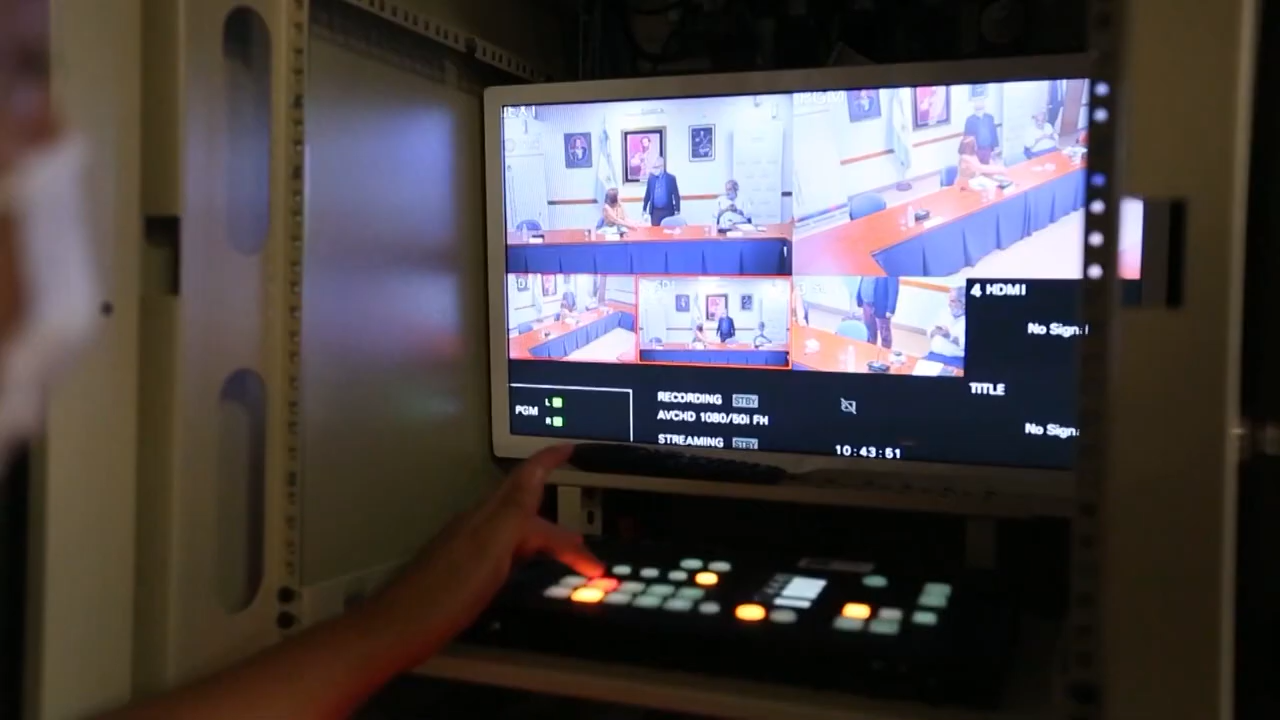 NEXT
PGM
4 HDMI
No Sign
TITLE
No Sign
PGM
L
R
RECORDING STBY
AVCHD 1080/50i FH
STREAMING STBY
10:43:51